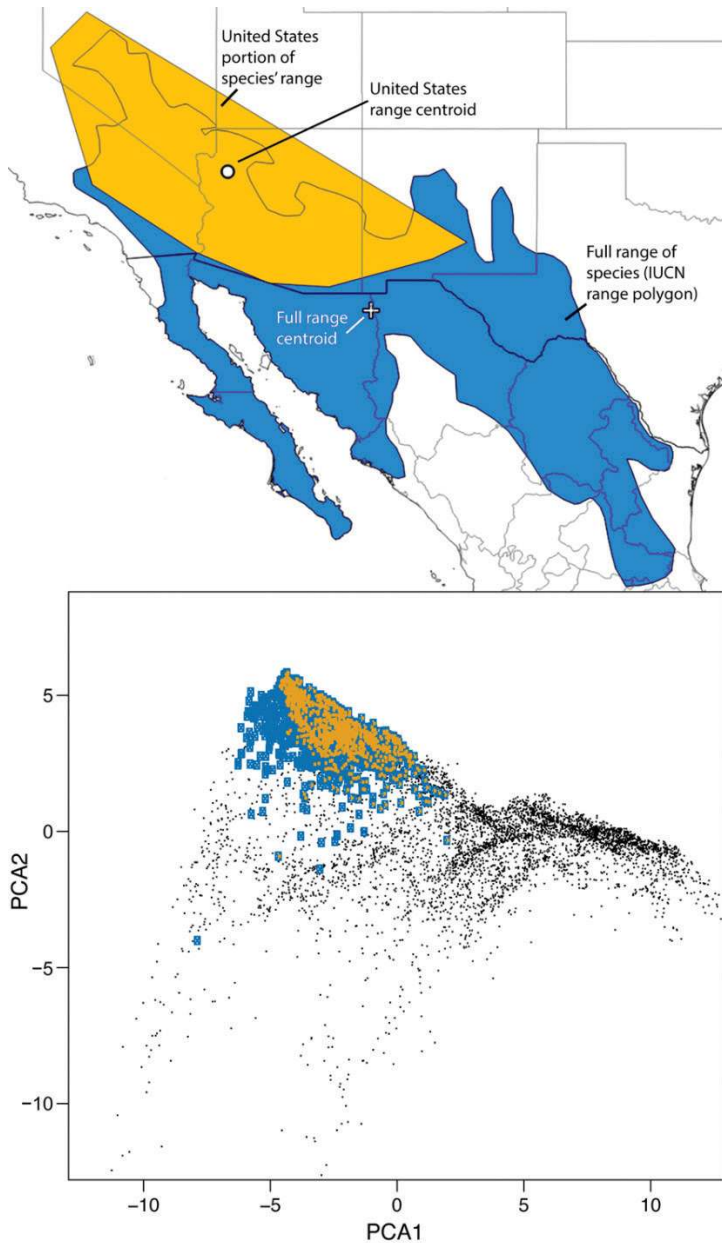 United States
portion of
species' range
United States
range centroid
Full range of
species (IUCN
range polygon)
Full range
centroid
5
0
−5
−10
PCA2
−10
−5
0
5
10
PCA1